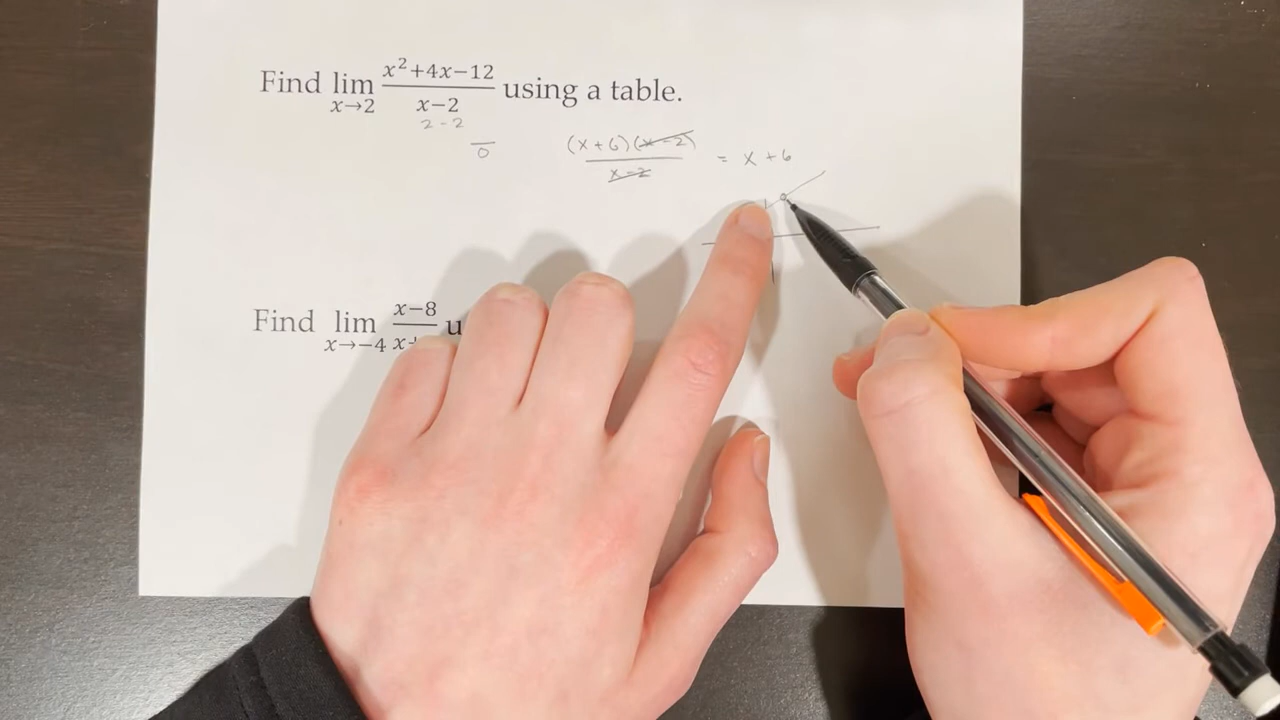 Find lim x→2 x²+4x−12 / x−2 using a table.
2 - 2
/ 0
(x + 6)(x - 2) / x - 2 = x + 6
Find lim x→−4 x−8 / x+ u